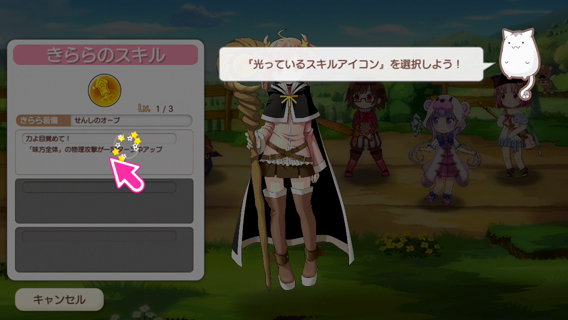 きららのスキル
「光っているスキルアイコン」を選択しよう！
Lv. 1 / 3
きらら装備 せんしのオーブ
力よ目覚めて！
「味方全体」の物理攻撃が
アップ
キャンセル